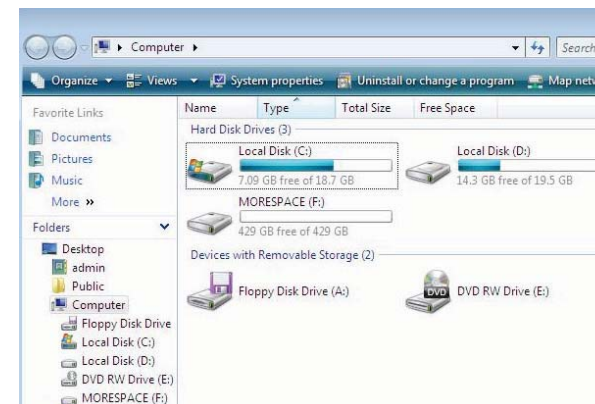 Computer
Search
Organize Views System properties Uninstall or change a program Map netw
Favorite Links
Documents
Pictures
Music
More »
Folders
Desktop
admin
Public
Computer
Floppy Disk Drive
Local Disk (C:)
Local Disk (D:)
DVD RW Drive (E:)
MORESPACE (F:)
Name Type Total Size Free Space
Hard Disk Drives (3)
Local Disk (C:)
7.09 GB free of 18.7 GB
Local Disk (D:)
14.3 GB free of 19.5 GB
MORESPACE (F:)
429 GB free of 429 GB
Devices with Removable Storage (2)
Floppy Disk Drive (A:)
DVD
DVD RW Drive (E:)